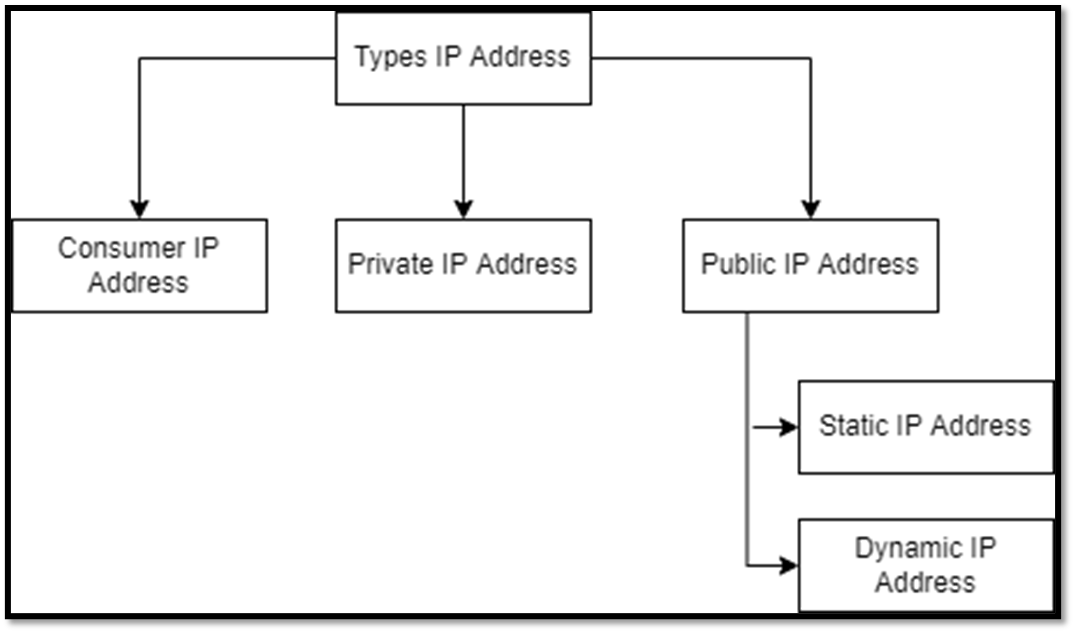 Types IP Address
Consumer IP
Address
Private IP Address
Public IP Address
Static IP Address
Dynamic IP
Address